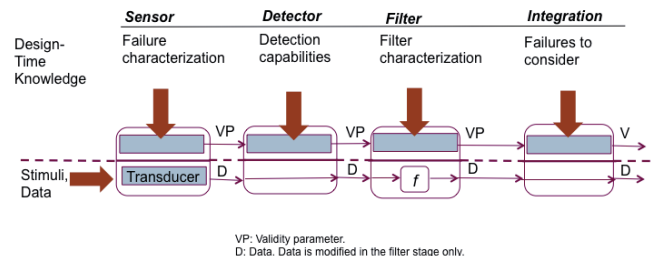 Sensor
Detector
Filter
Integration
Design-
Time
Knowledge
Failure
characterization
Detection
capabilities
Filter
characterization
Failures to
consider
VP
VP
VP
V
Stimuli,
Data
Transducer
D
D
f
D
D
VP: Validity parameter.
D: Data. Data is modified in the filter stage only.